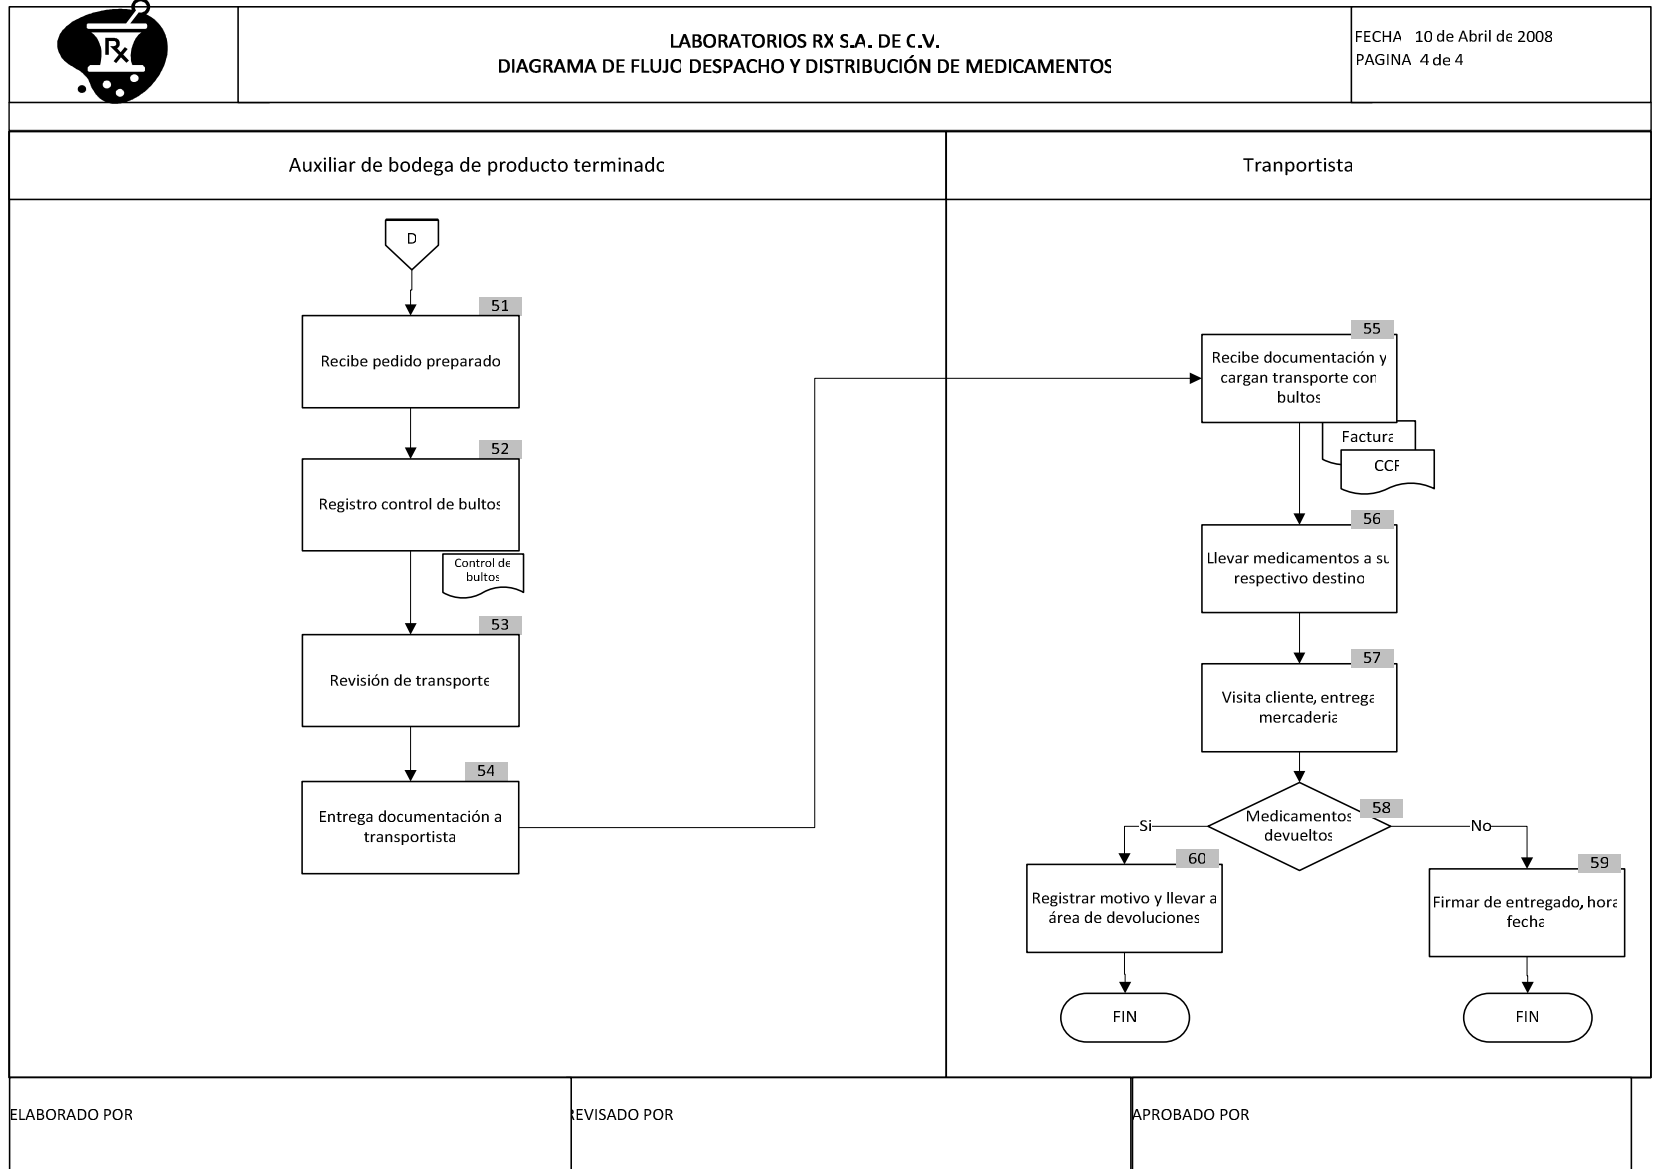 Rx
LABORATORIOS RX S.A. DE C.V.
DIAGRAMA DE FLUJO DESPACHO Y DISTRIBUCIÓN DE MEDICAMENTOS
FECHA 10 de Abril de 2008
PAGINA 4 de 4
Auxiliar de bodega de producto terminado
Tranportista
D
51
Recibe pedido preparado
52
Registro control de bultos
Control de
bultos
53
Revisión de transporte
54
Entrega documentación a
transportista
55
Recibe documentación y
cargan transporte con
bultos
Factura
CCF
56
Llevar medicamentos a su
respectivo destino
57
Visita cliente, entrega
mercaderia
58
Medicamentos
devueltos
Si
No
60
Registrar motivo y llevar a
área de devoluciones
59
Firmar de entregado, hora
fecha
FIN
FIN
ELABORADO POR
REVISADO POR
APROBADO POR